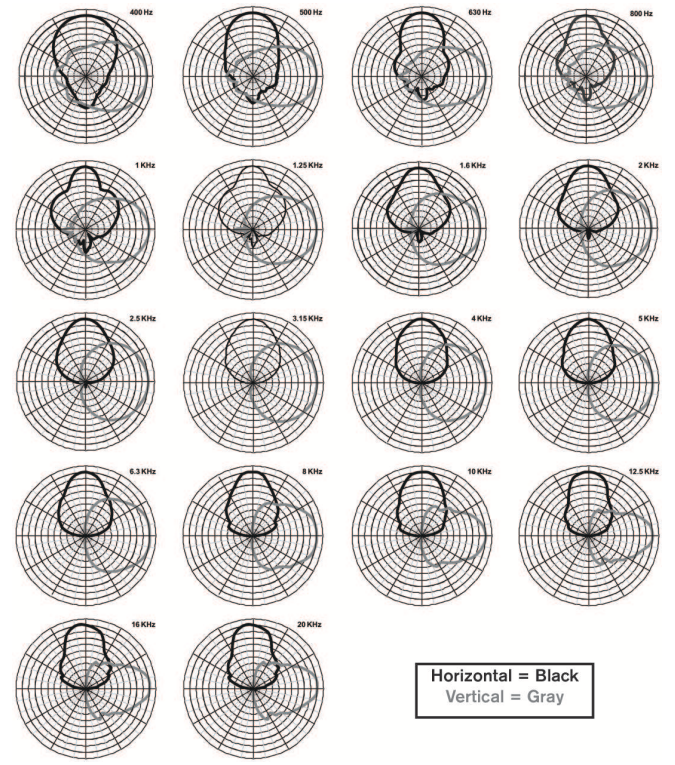 400 Hz
500 Hz
630 Hz
800 Hz
1 KHz
1.25 KHz
1.6 KHz
2 KHz
2.5 KHz
3.15 KHz
4 KHz
5 KHz
6.3 KHz
8 KHz
10 KHz
12.5 KHz
16 KHz
20 KHz
Horizontal = Black
Vertical = Gray